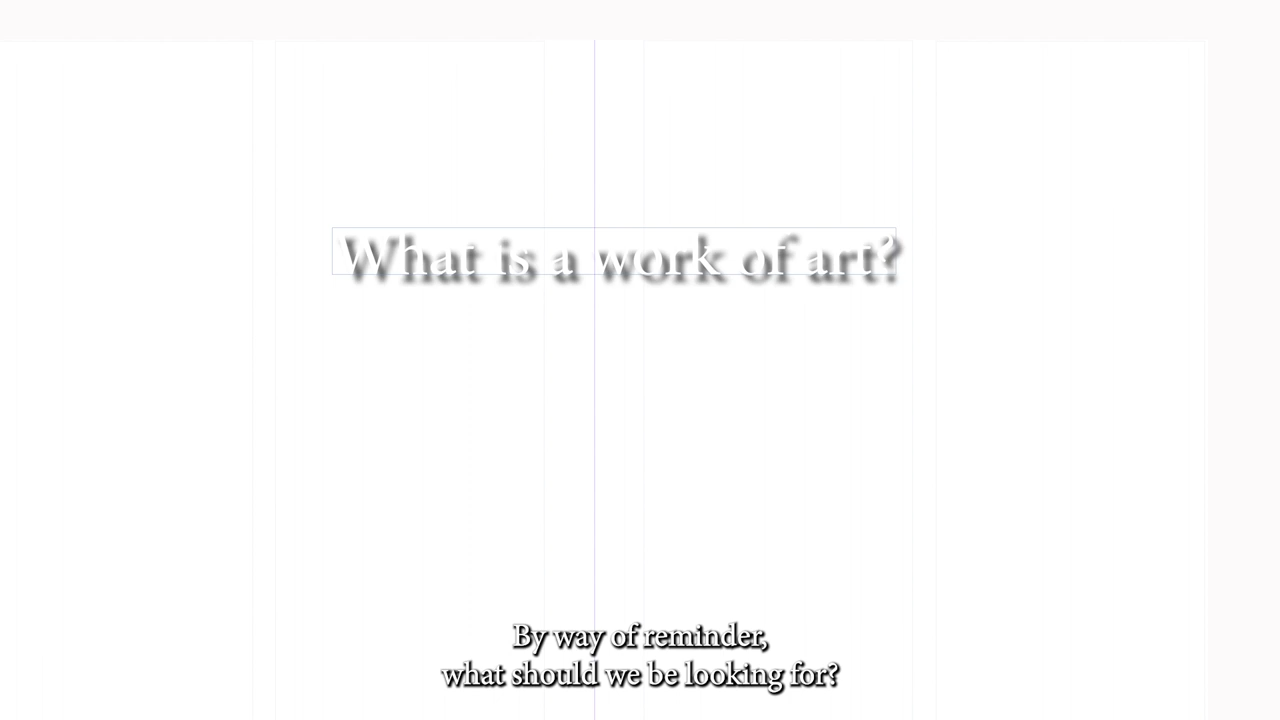 What is a work of art?
By way of reminder,
what should we be looking for?